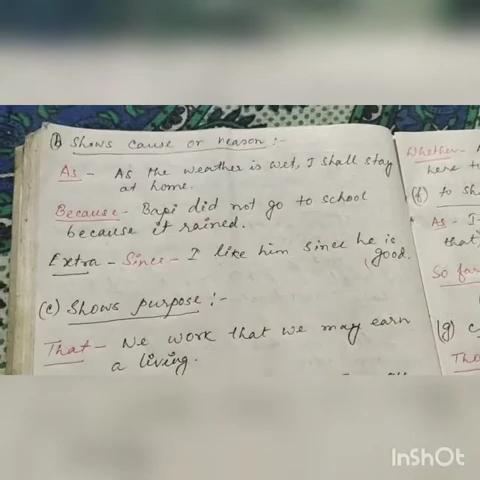 (b) Shows cause or reason :-
As - As the weather is wet, I shall stay
at home.
Because - Bapi did not go to school
because it rained.
Extra - Since - I like him since he is
good.
(c) Shows purpose :-
That - We work that we may earn
a living.
Whether -
here
(f) to sh
As - I
that,
So far
(g) c
Tho
InShOt